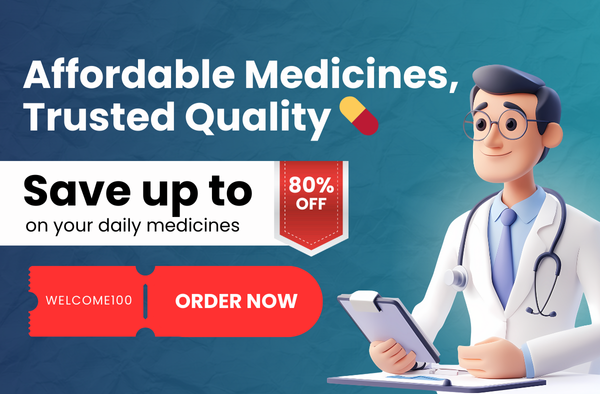 Affordable Medicines,
Trusted Quality
Save up to
80%
OFF
on your daily medicines
WELCOME100
ORDER NOW